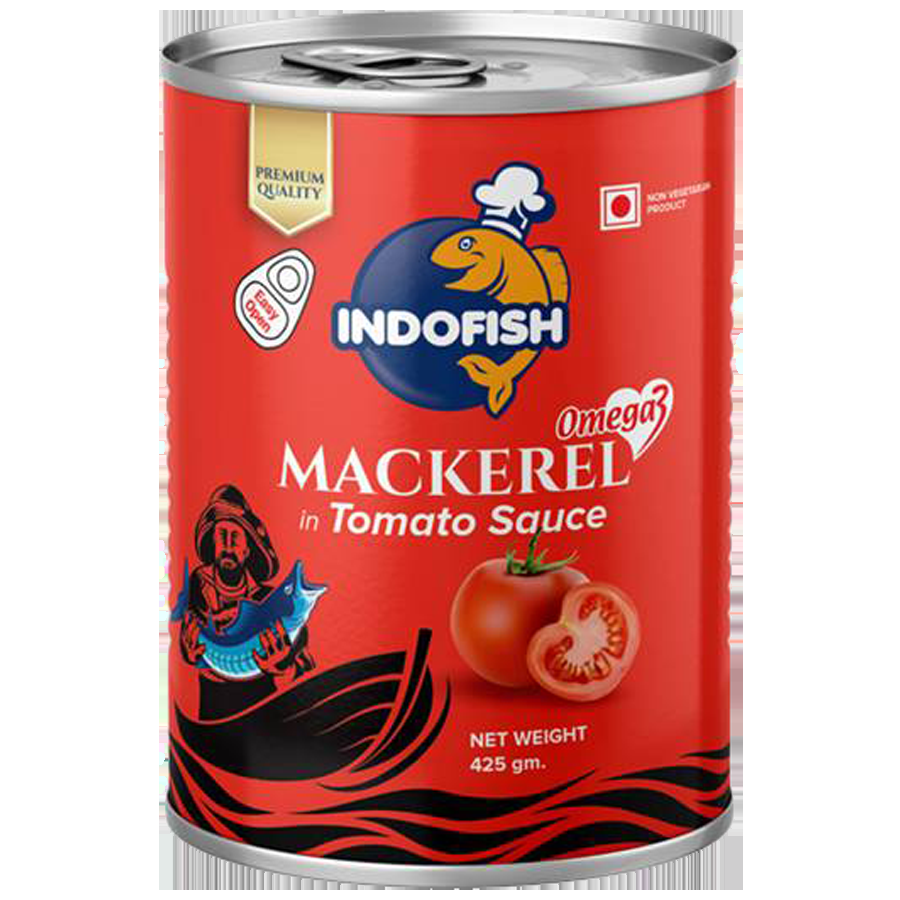 PREMIUM
QUALITY
NON VEGETARIAN
PRODUCT
Easy
Open
INDOFISH
Omega3
MACKEREL
in Tomato Sauce
NET WEIGHT
425 gm.